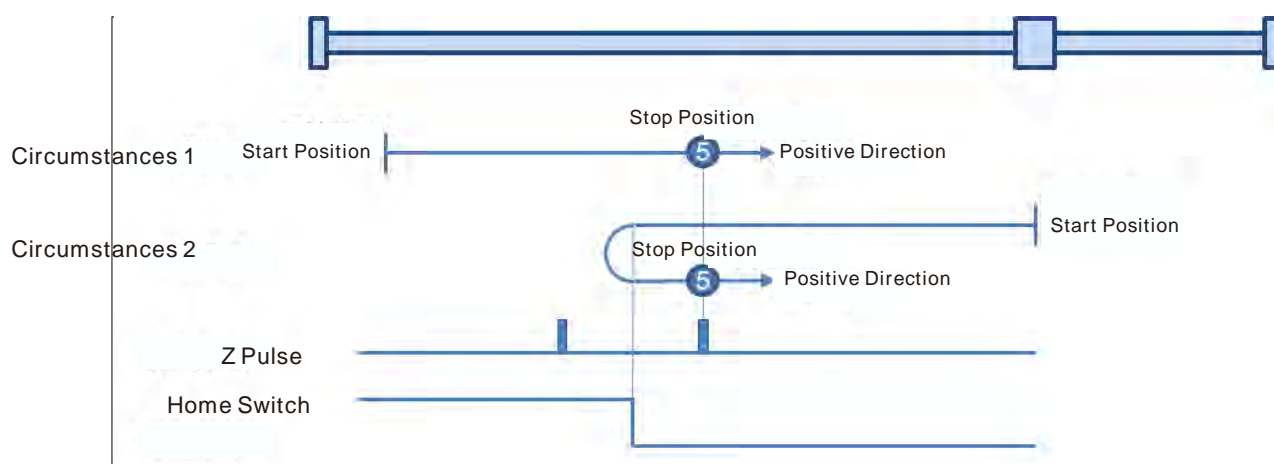 Stop Position
Circumstances 1 Start Position 5 Positive Direction
Start Position
Circumstances 2 Stop Position
5 Positive Direction
Z Pulse
Home Switch